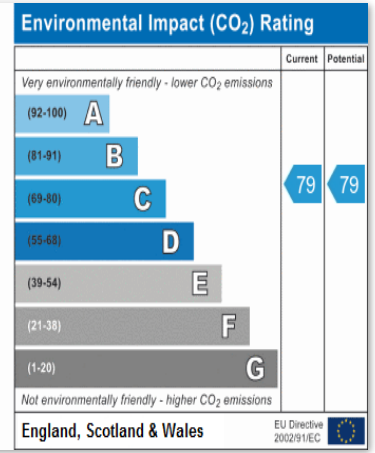 Environmental Impact (CO₂) Rating
Current Potential
Very environmentally friendly - lower CO₂ emissions
(92-100) A
(81-91) B
(69-80) C 79 79
(55-68) D
(39-54) E
(21-38) F
(1-20) G
Not environmentally friendly - higher CO₂ emissions
England, Scotland & Wales
EU Directive
2002/91/EC